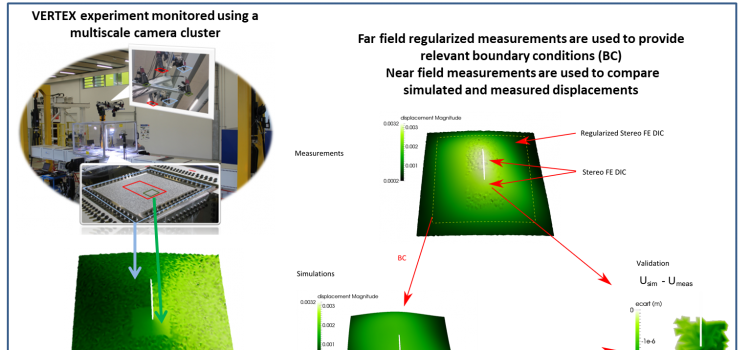 VERTEX experiment monitored using a
multiscale camera cluster
Far field regularized measurements are used to provide
relevant boundary conditions (BC)
Near field measurements are used to compare
simulated and measured displacements
Measurements
displacement Magnitude
0.0032
0.003
0.002
0.001
0.0002
Regularized Stereo FE DIC
Stereo FE DIC
BC
Simulations
displacement Magnitude
0.0032
0.003
0.002
0.001
Validation
Usim - Umeas
ecart (m)
0
-1e-6